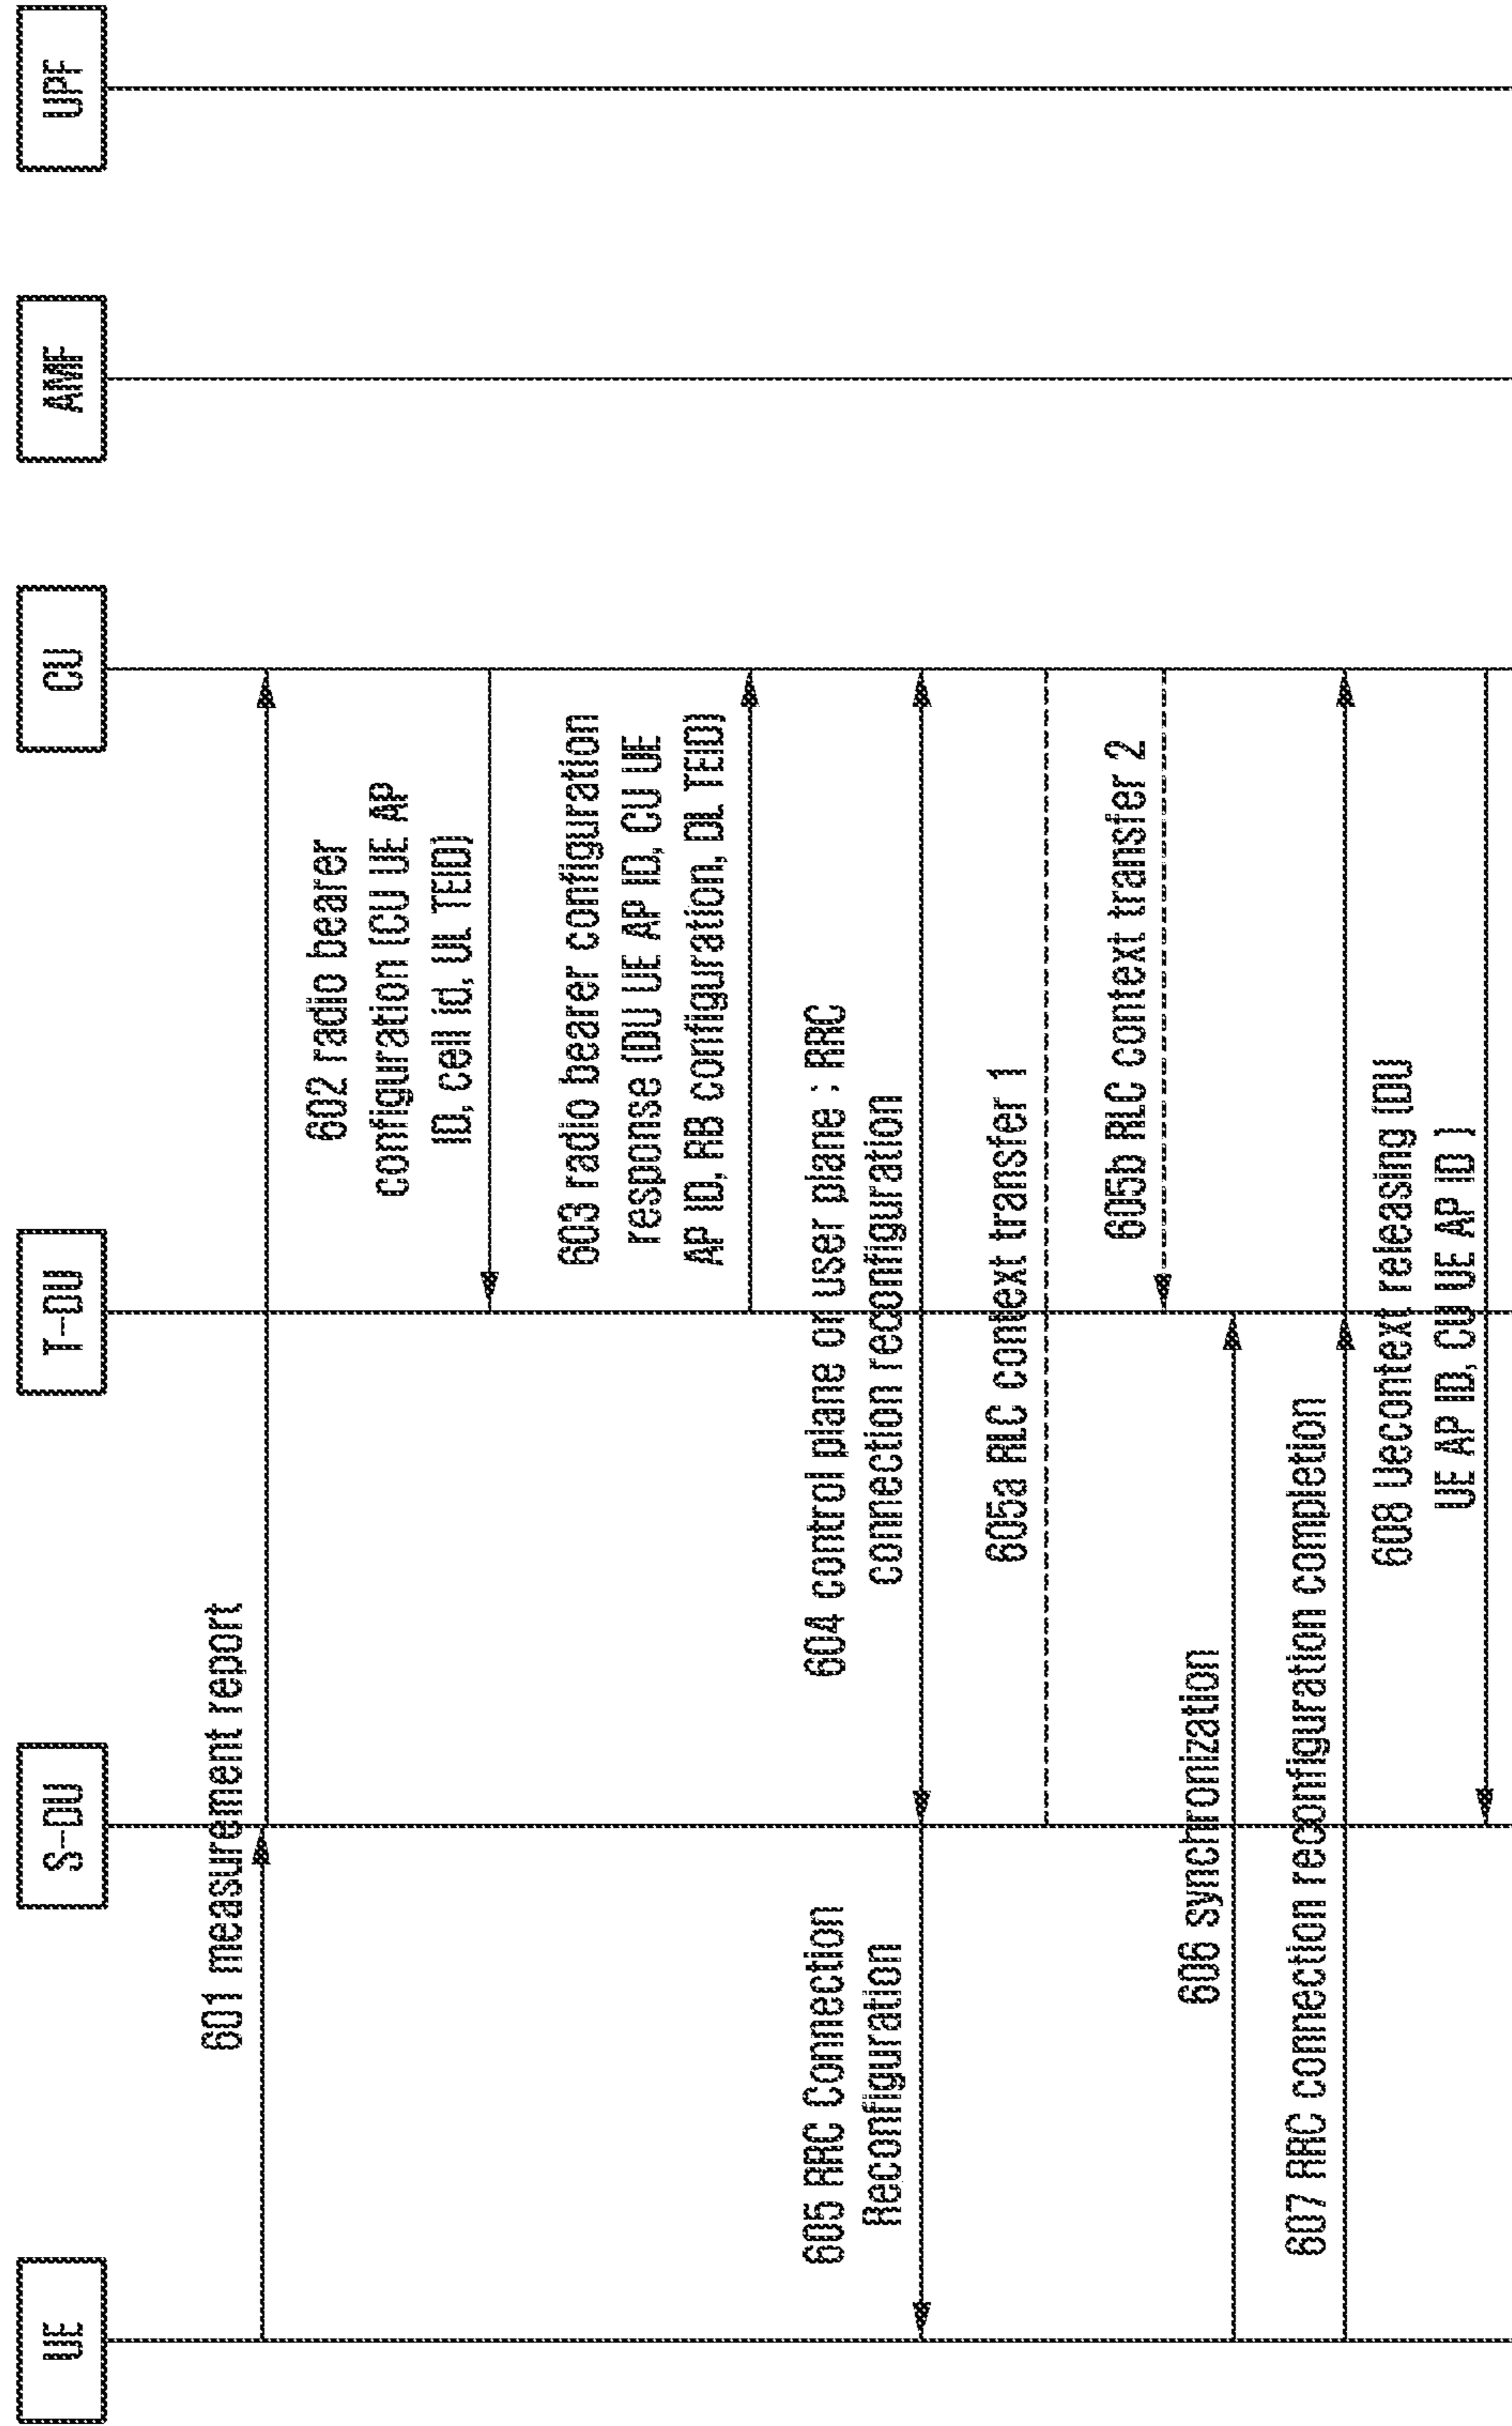 UE
S-DU
T-DU
CU
AMF
UPF
601 measurement report
602 radio bearer
configuration (CU UE AP
ID, cell id, UL TEID)
603 radio bearer configuration
response (DU UE AP ID, CU UE
AP ID, RB configuration, DL TEID)
604 control plane or user plane : RRC
connection reconfiguration
605 RRC Connection
Reconfiguration
605a RLC context transfer 1
605b RLC context transfer 2
606 synchronization
607 RRC connection reconfiguration completion
608 Uecontext releasing (DU
UE AP ID, CU UE AP ID )